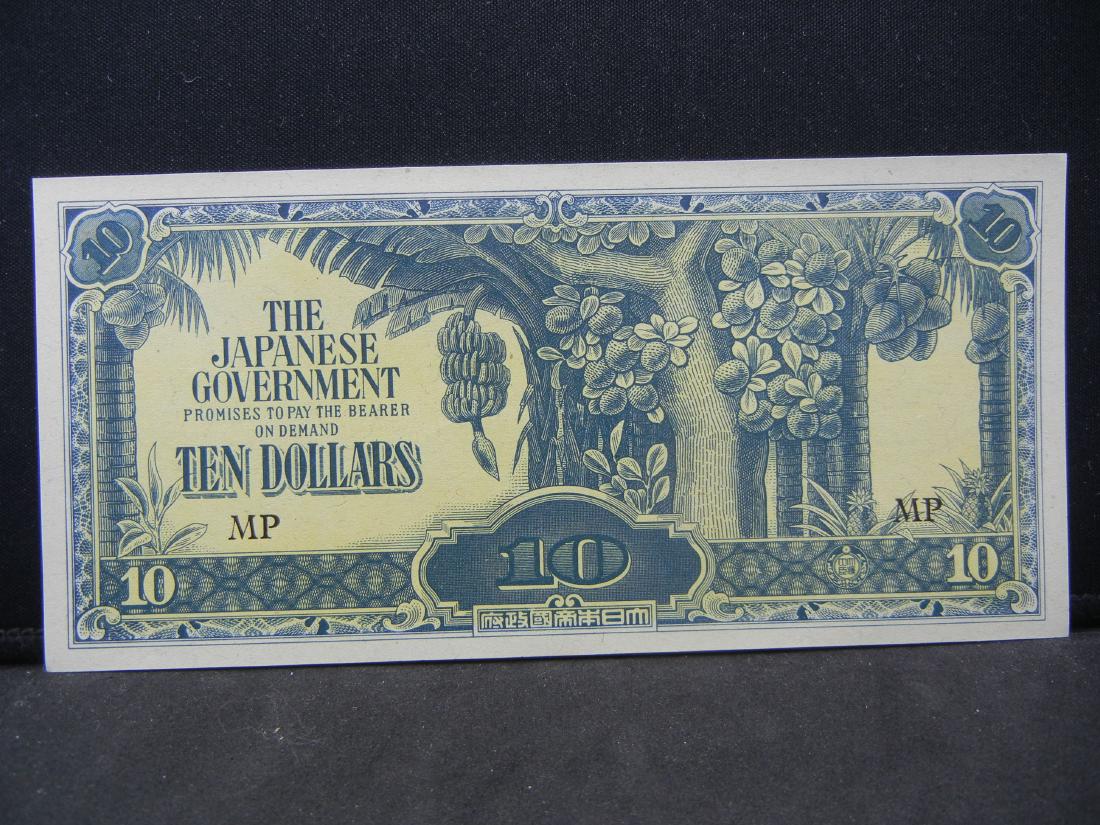 10
10
THE
JAPANESE
GOVERNMENT
PROMISES TO PAY THE BEARER
ON DEMAND
TEN DOLLARS
MP
MP
10
10
10
府政國帝本日大